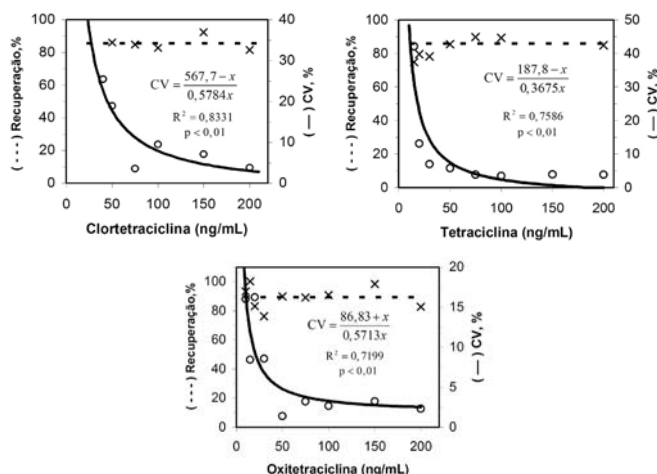 ( - - - ) Recuperação,%
100
80
60
40
20
0
40
30
20
10
0
( — ) CV, %
CV = 567,7 – x / 0,5784x
R² = 0,8331
p < 0,01
0 50 100 150 200
Clortetraciclina (ng/mL)
( - - - ) Recuperação,%
100
80
60
40
20
0
50
40
30
20
10
0
( — ) CV, %
CV = 187,8 – x / 0,3675x
R² = 0,7586
p < 0,01
0 50 100 150 200
Tetraciclina (ng/mL)
( - - - ) Recuperação,%
100
80
60
40
20
0
20
15
10
5
0
( — ) CV, %
CV = 86,83 + x / 0,5713x
R² = 0,7199
p < 0,01
0 50 100 150 200
Oxitetraciclina (ng/mL)